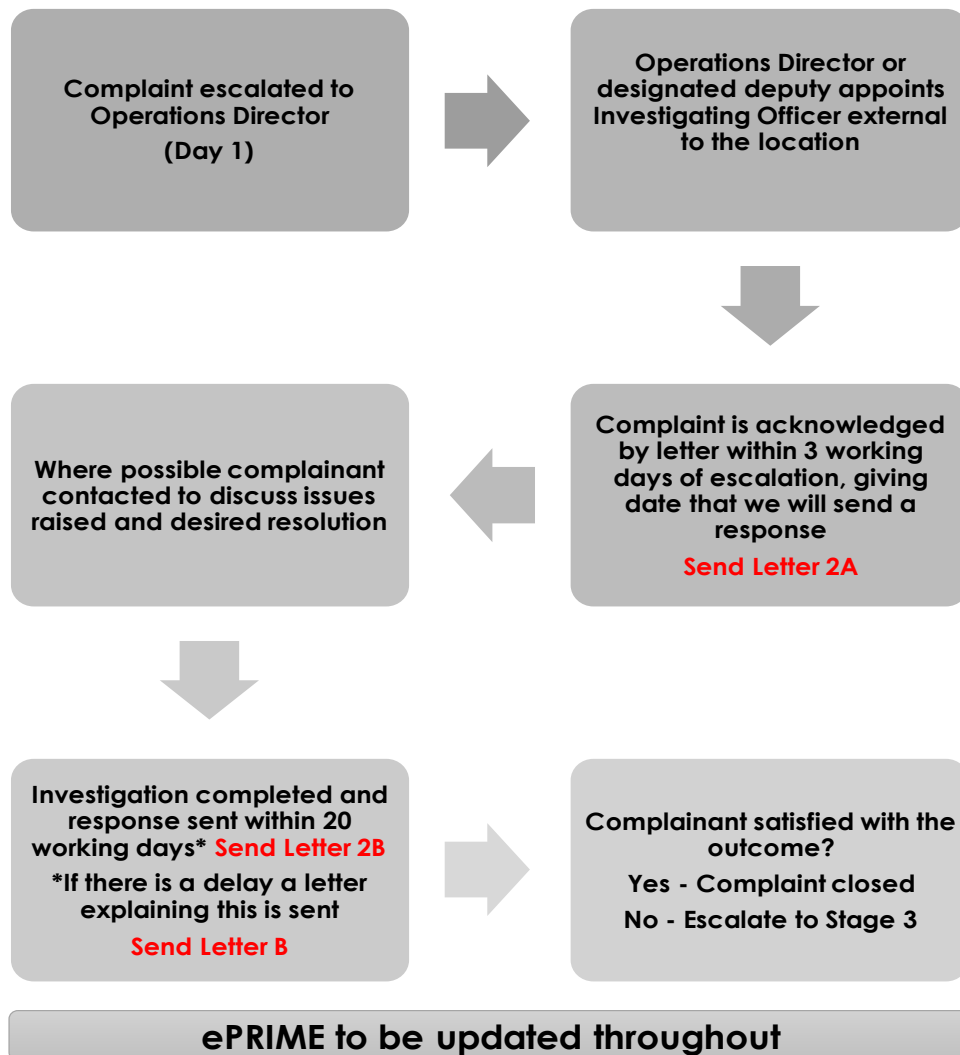 Complaint escalated to
Operations Director
(Day 1)
Operations Director or
designated deputy appoints
Investigating Officer external
to the location
Complaint is acknowledged
by letter within 3 working
days of escalation, giving
date that we will send a
response
Send Letter 2A
Where possible complainant
contacted to discuss issues
raised and desired resolution
Investigation completed and
response sent within 20
working days* Send Letter 2B
*If there is a delay a letter
explaining this is sent
Send Letter B
Complainant satisfied with the
outcome?
Yes - Complaint closed
No - Escalate to Stage 3
ePRIME to be updated throughout